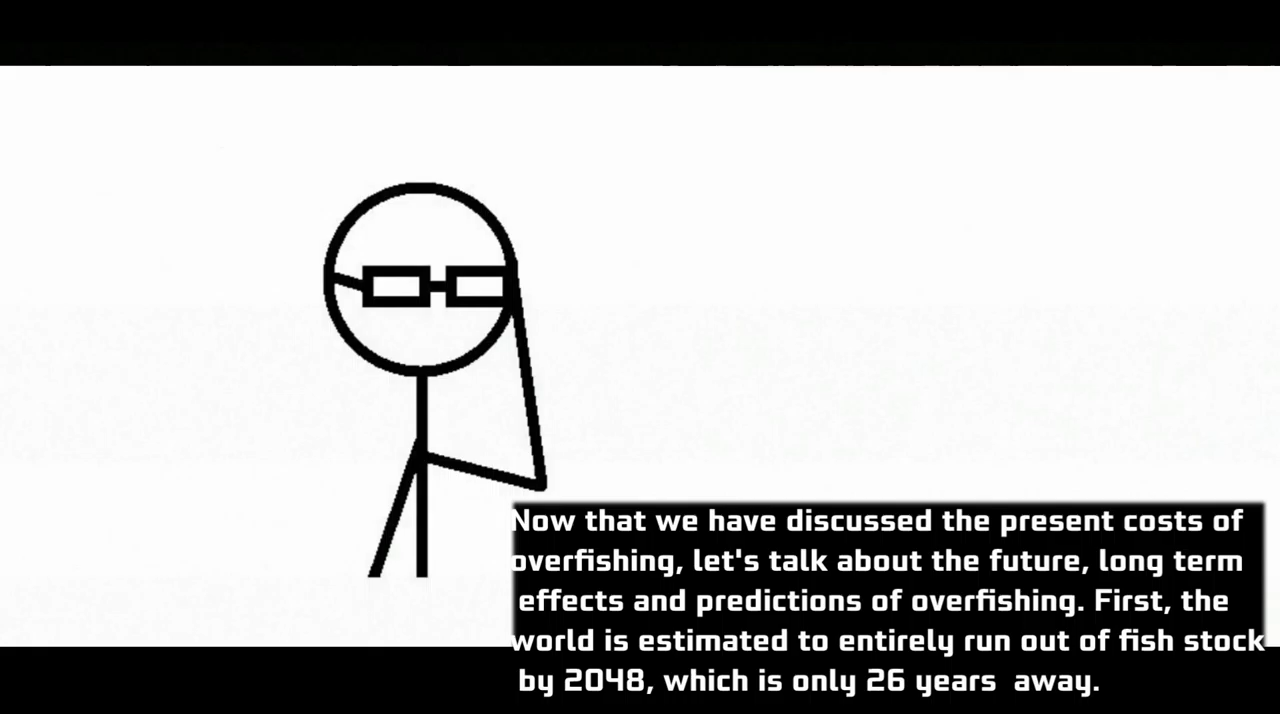 Now that we have discussed the present costs of
overfishing, let's talk about the future, long term
effects and predictions of overfishing. First, the
world is estimated to entirely run out of fish stock
by 2048, which is only 26 years  away.